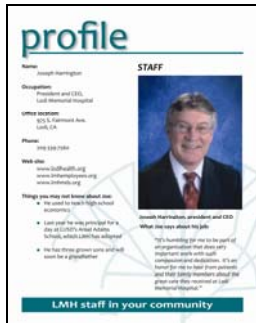 profile
Name:
Joseph Harrington
Occupation:
President and CEO,
Lodi Memorial Hospital
Office location:
975 S. Fairmont Ave.
Lodi, CA
Phone:
Web site:
www.lodihealth.org
www.lmhemployees.org
www.lmhmds.org
Things you may not know about Joe:
He used to teach high school
economics.
Last year he was principal for a
day at LUSD's Ansel Adams
School, which LMH has adopted
He has three grown sons and will
soon be a grandfather
STAFF
Joseph Harrington, president and CEO
What Joe says about his job:
"It's humbling for me to be part of
an organization that does very
important work with such
compassion and dedication. It's an
honor for me to hear from patients
and their family members about the
great care they received at Lodi
Memorial Hospital."
LMH staff in your community